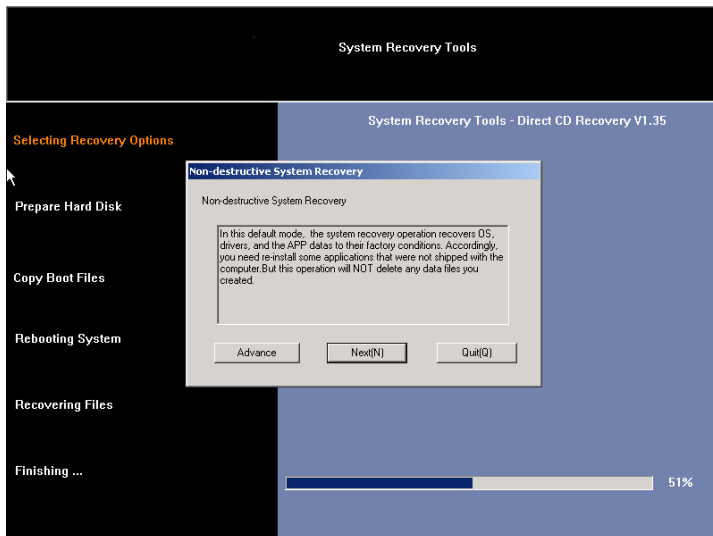 System Recovery Tools
System Recovery Tools - Direct CD Recovery V1.35
Selecting Recovery Options
Prepare Hard Disk
Copy Boot Files
Rebooting System
Recovering Files
Finishing ...
Non-destructive System Recovery
Non-destructive System Recovery
In this default mode,  the system recovery operation recovers OS,
drivers, and the APP datas to their factory conditions. Accordingly,
you need re-install some applications that were not shipped with the
computer.But this operation will NOT delete any data files you
created.
Advance
Next(N)
Quit(Q)
51%